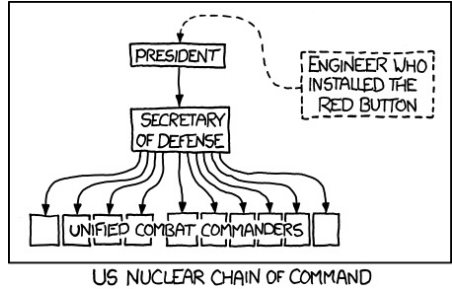 PRESIDENT
ENGINEER WHO
INSTALLED THE
RED BUTTON
SECRETARY
OF DEFENSE
UNIFIED COMBAT COMMANDERS
US NUCLEAR CHAIN OF COMMAND